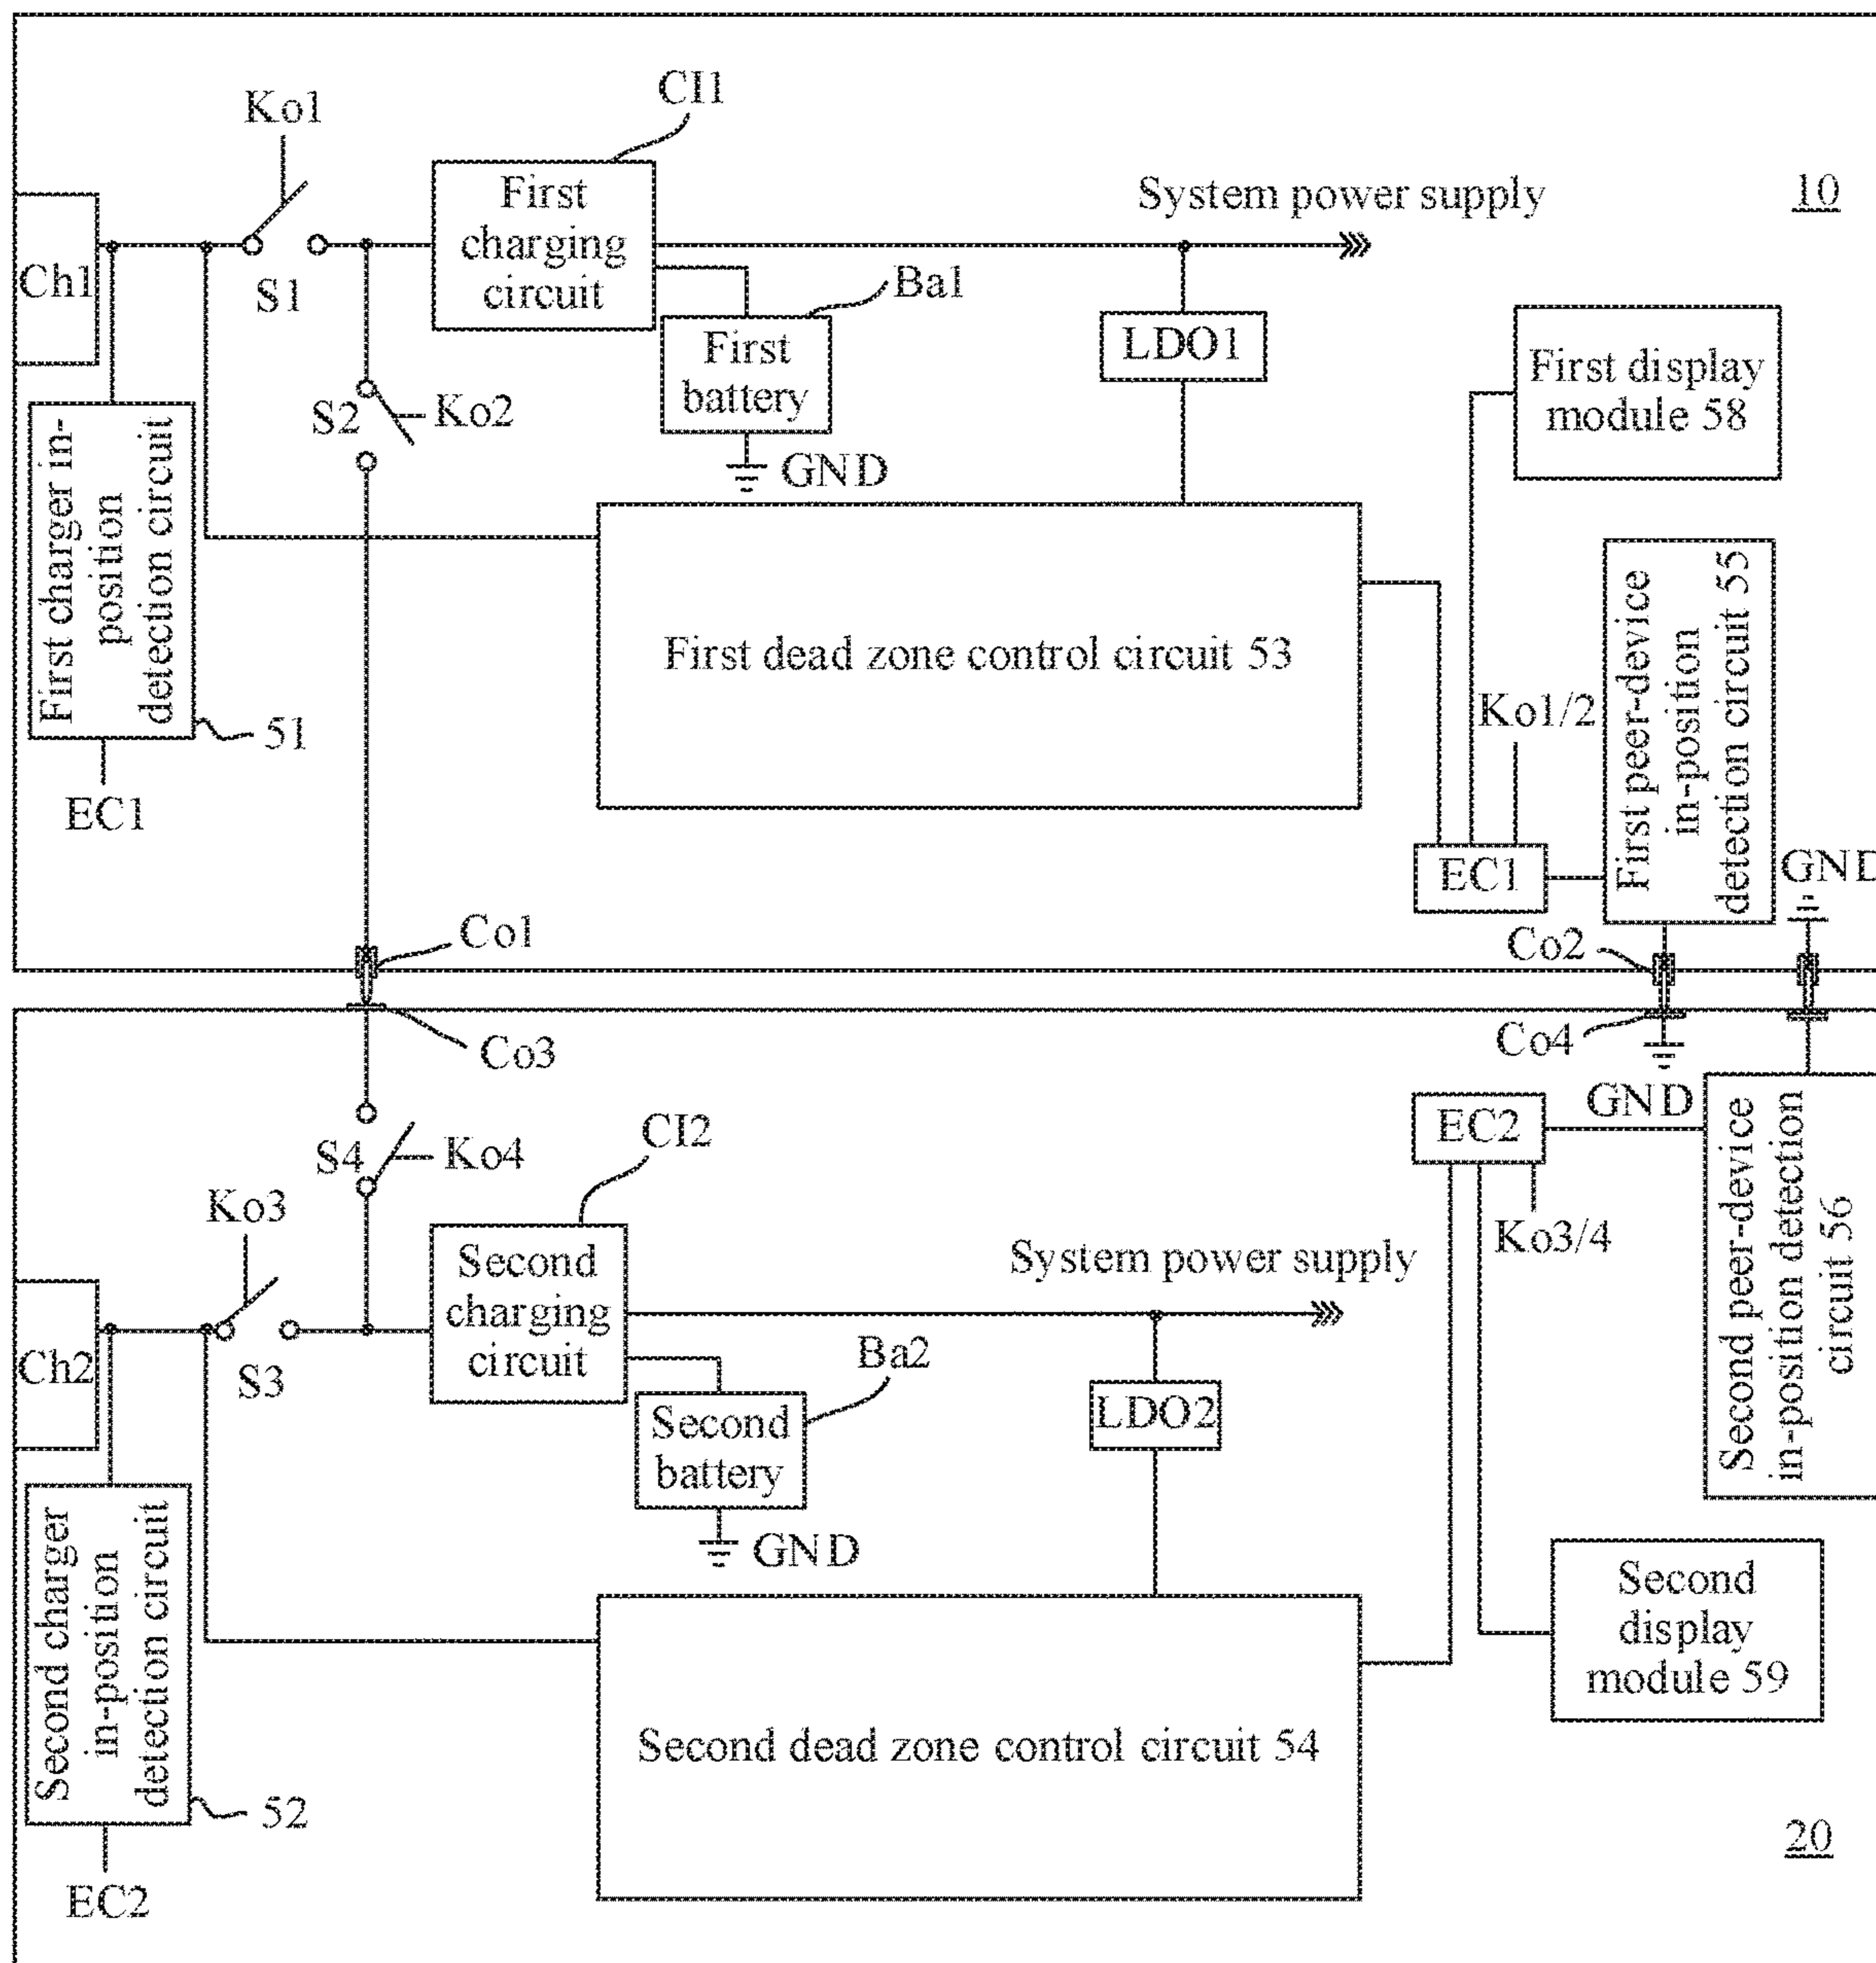 Ko1
CI1
System power supply
10
Ch1
S1
First
charging
circuit
Ba1
First
battery
GND
LDO1
First display
module 58
S2
Ko2
First charger in-
position
detection circuit
51
EC1
First dead zone control circuit 53
Ko1/2
First peer-device
in-position
detection circuit 55
EC1
GND
Co1
Co2
Co3
Co4
GND
S4
Ko4
CI2
EC2
Ko3/4
Second peer-device
in-position detection
circuit 56
Ko3
Ch2
S3
Second
charging
circuit
System power supply
Ba2
Second
battery
GND
LDO2
Second charger
in-position
detection circuit
52
EC2
Second dead zone control circuit 54
Second
display
module 59
20